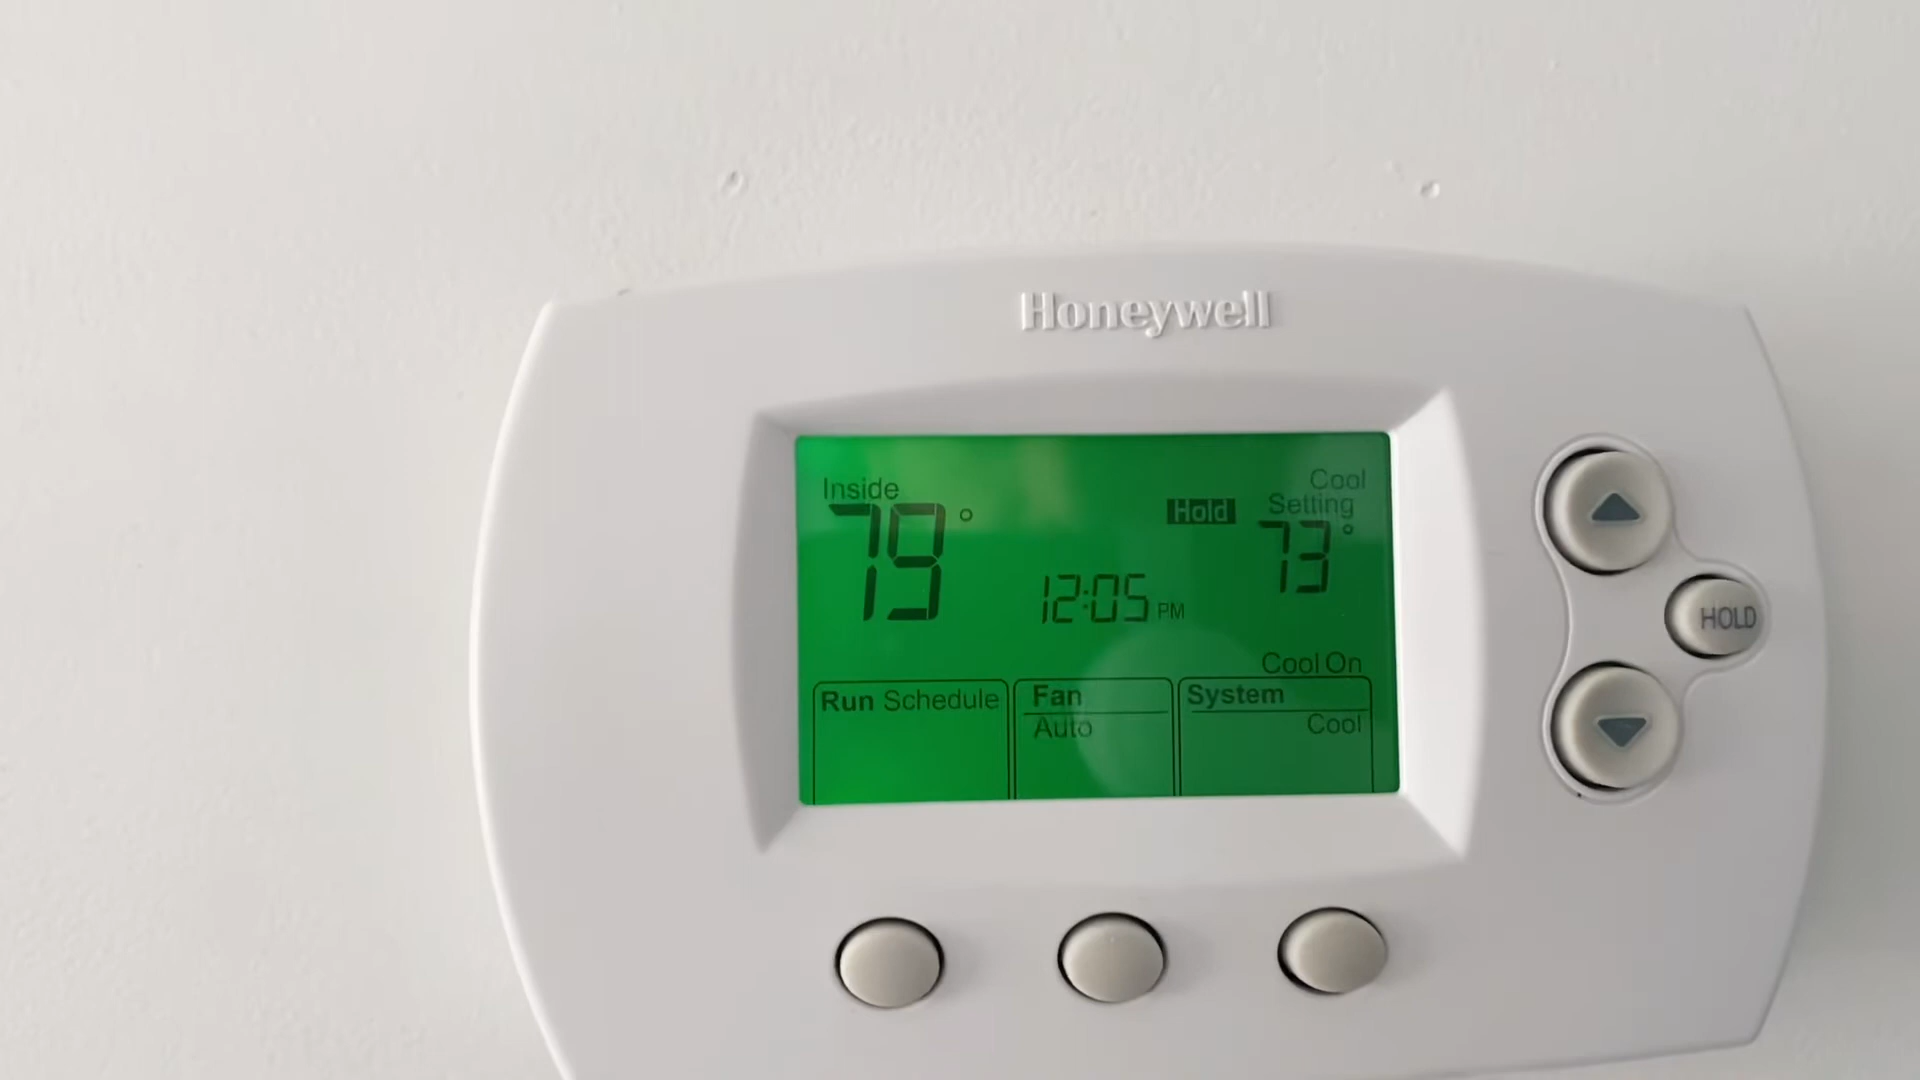 Honeywell
Inside
79°
Hold
Cool
Setting
73°
12:05 PM
HOLD
Cool On
Run Schedule
Fan
Auto
System
Cool